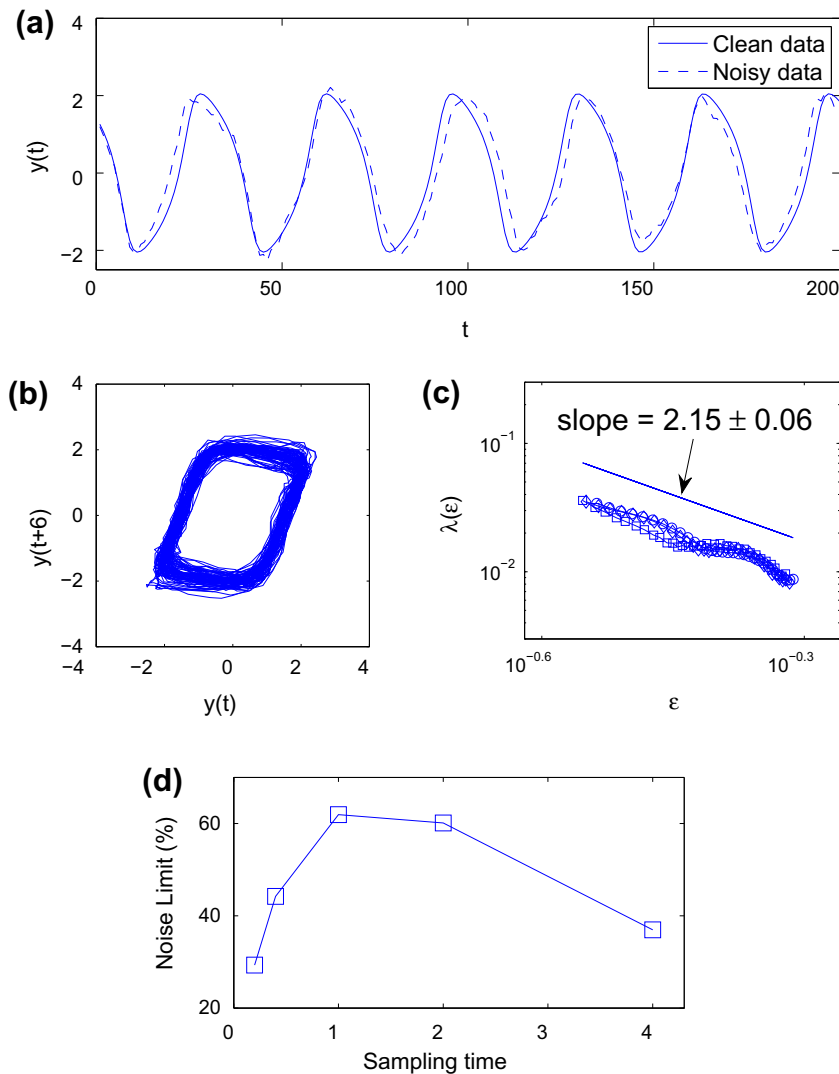 (a)
4
2
0
−2
y(t)
Clean data
Noisy data
0
50
100
150
200
t
(b)
4
2
0
−2
−4
y(t+6)
−4
−2
0
2
4
y(t)
(c)
slope = 2.15 ± 0.06
10⁻¹
10⁻²
λ(ε)
10⁻⁰·⁶
10⁻⁰·³
ε
(d)
60
40
20
Noise Limit (%)
0
1
2
3
4
Sampling time